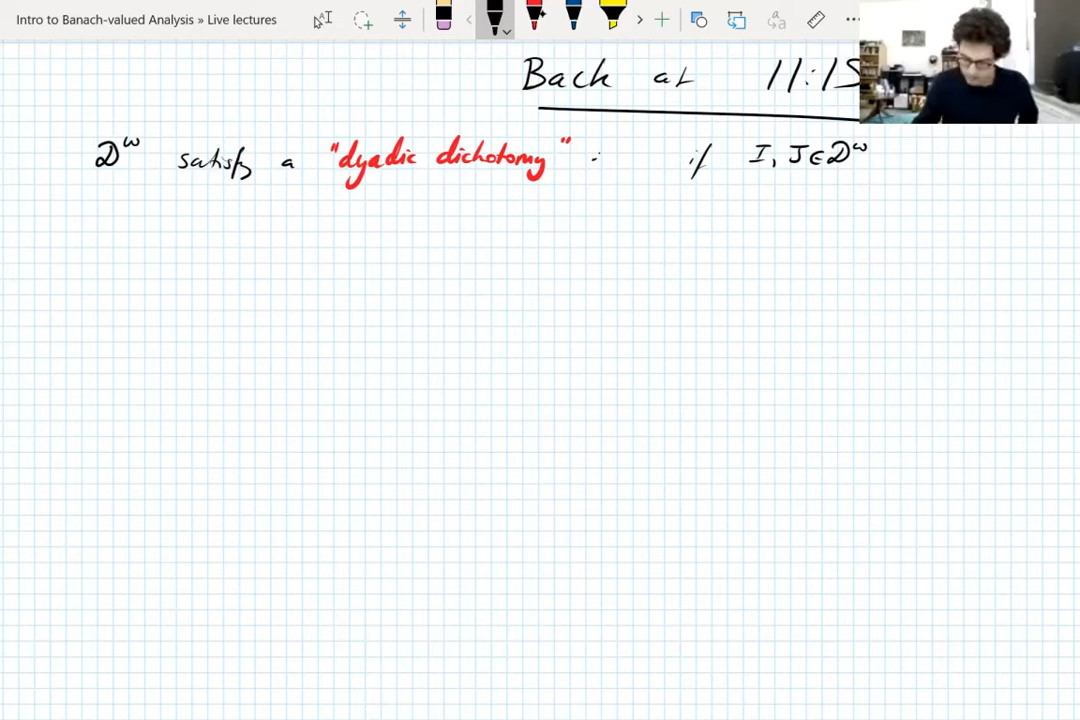 Intro to Banach-valued Analysis » Live lectures
Back at 11:15
𝒟^ω satisfy a "dyadic dichotomy" : if I, J ∈ 𝒟^ω